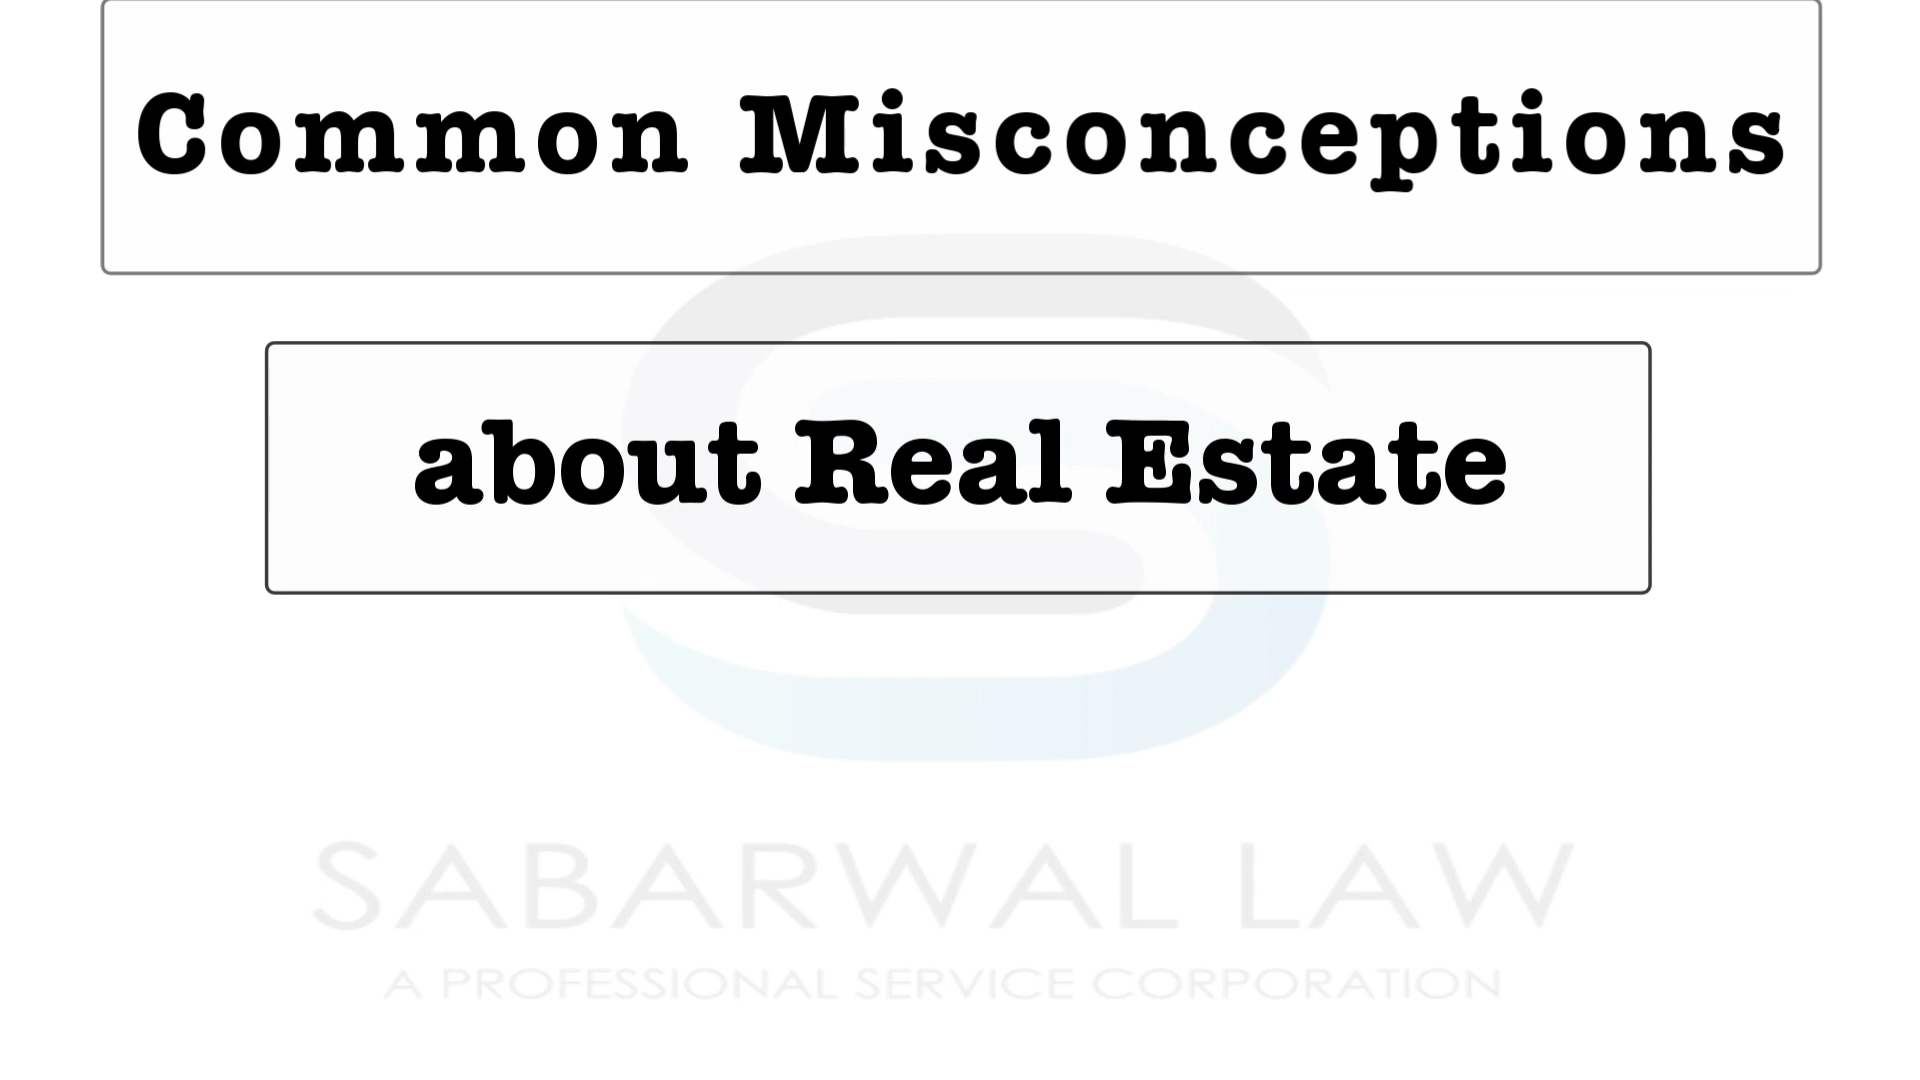 Common Misconceptions
about Real Estate
SABARWAL LAW
A PROFESSIONAL SERVICE CORPORATION